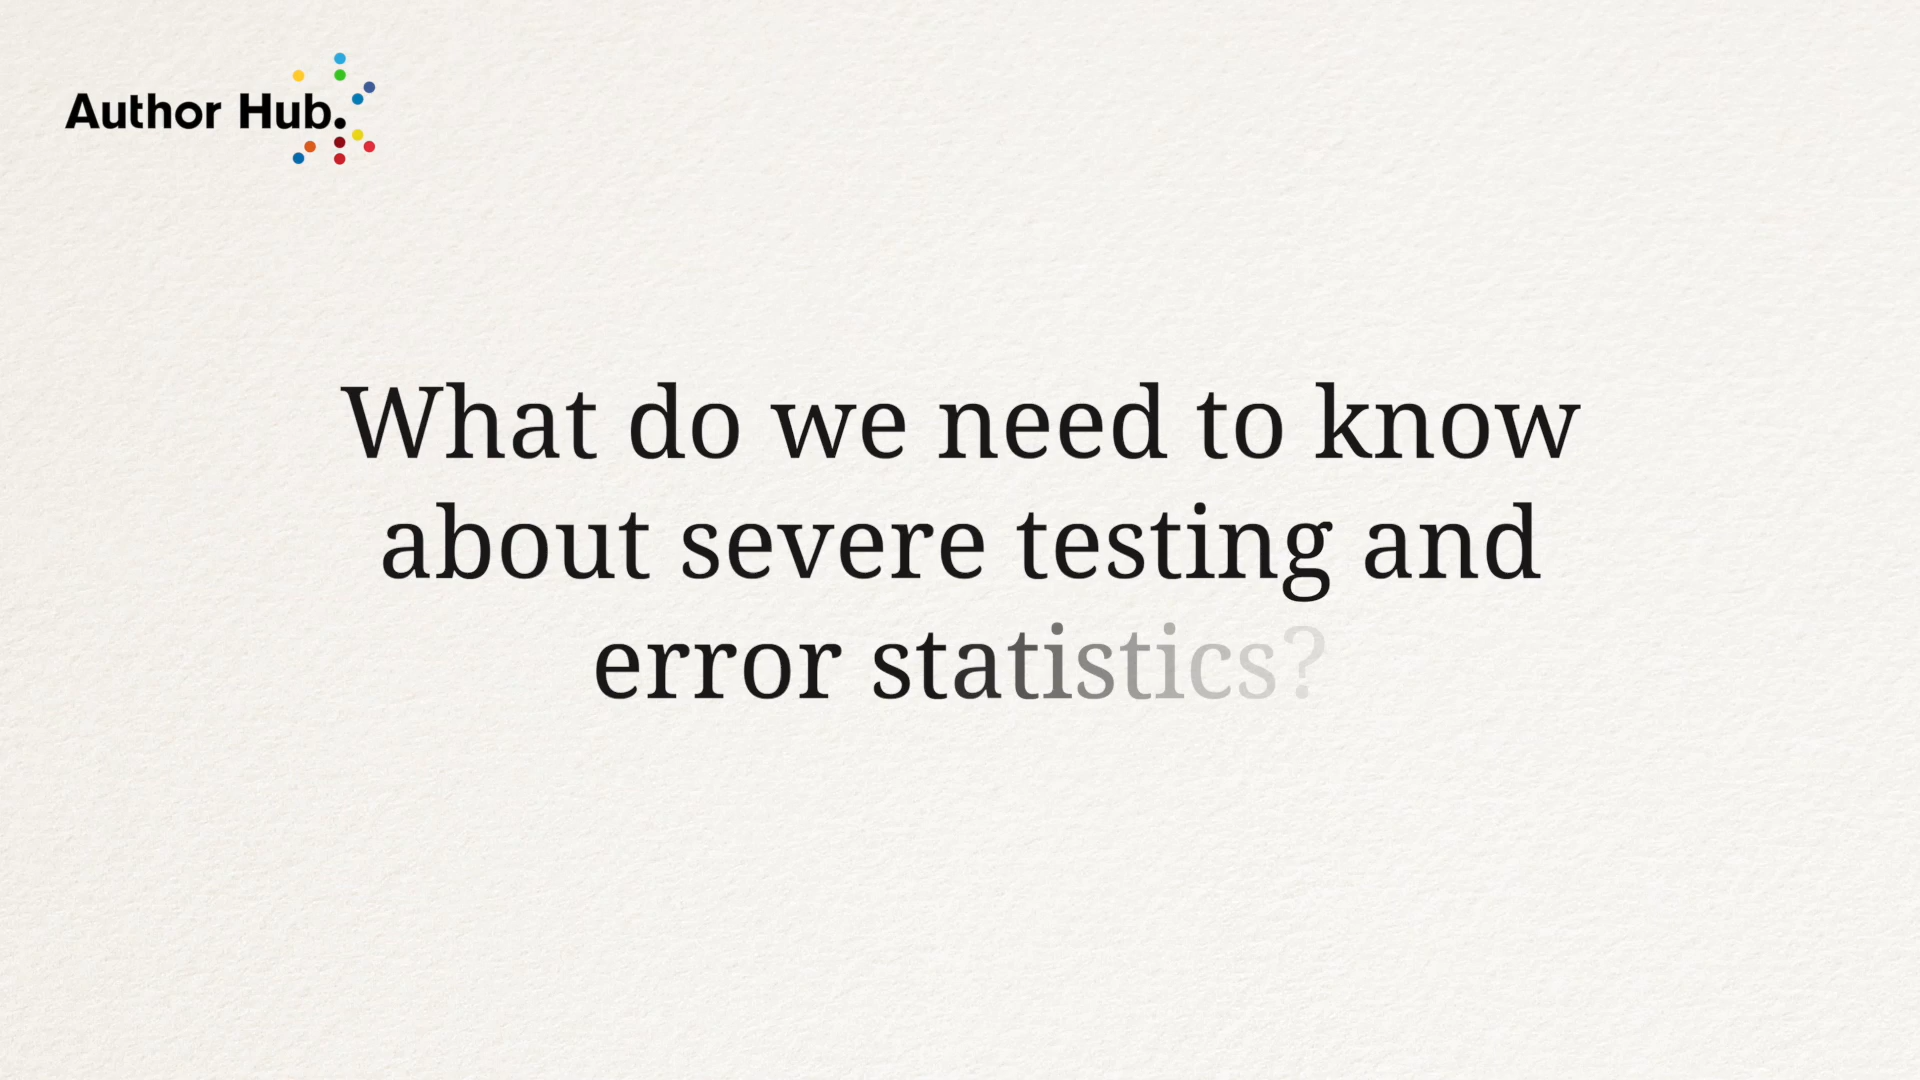 Author Hub.
What do we need to know
about severe testing and
error statistics?